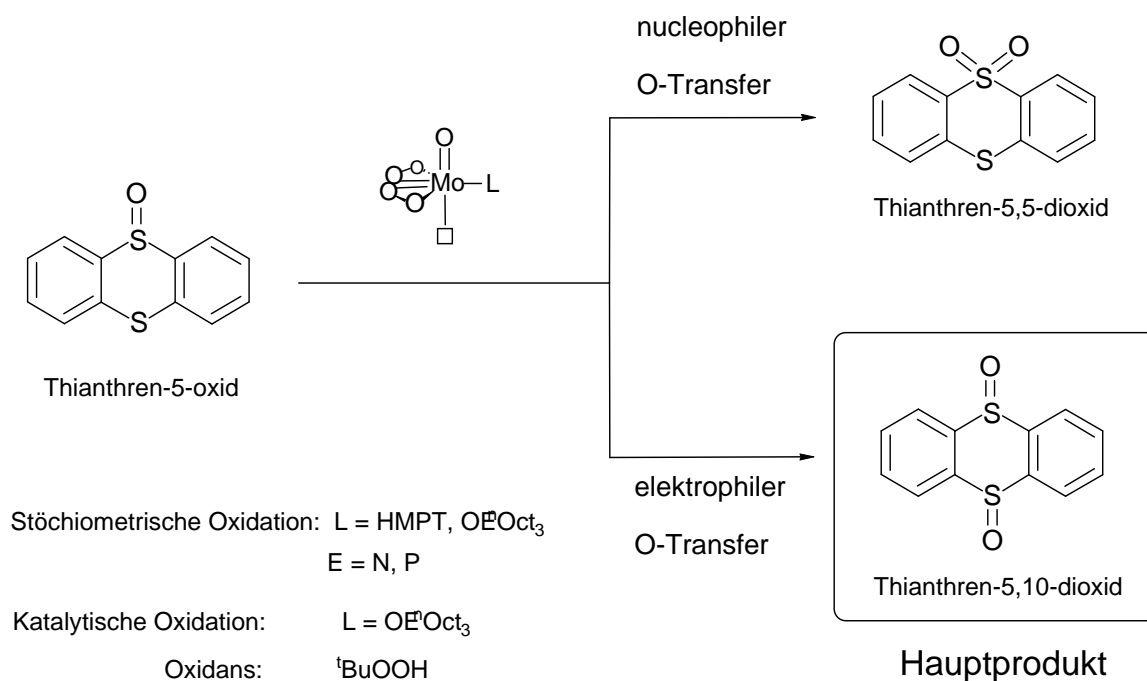 nucleophiler
O-Transfer
O O
S
S
Thianthren-5,5-dioxid
O
O
O
O
O
Mo
L
O
S
S
Thianthren-5-oxid
O
S
S
O
Thianthren-5,10-dioxid
Hauptprodukt
elektrophiler
O-Transfer
Stöchiometrische Oxidation: L = HMPT, OEⁿOct₃
E = N, P
Katalytische Oxidation: L = OEⁿOct₃
Oxidans: ᵗBuOOH